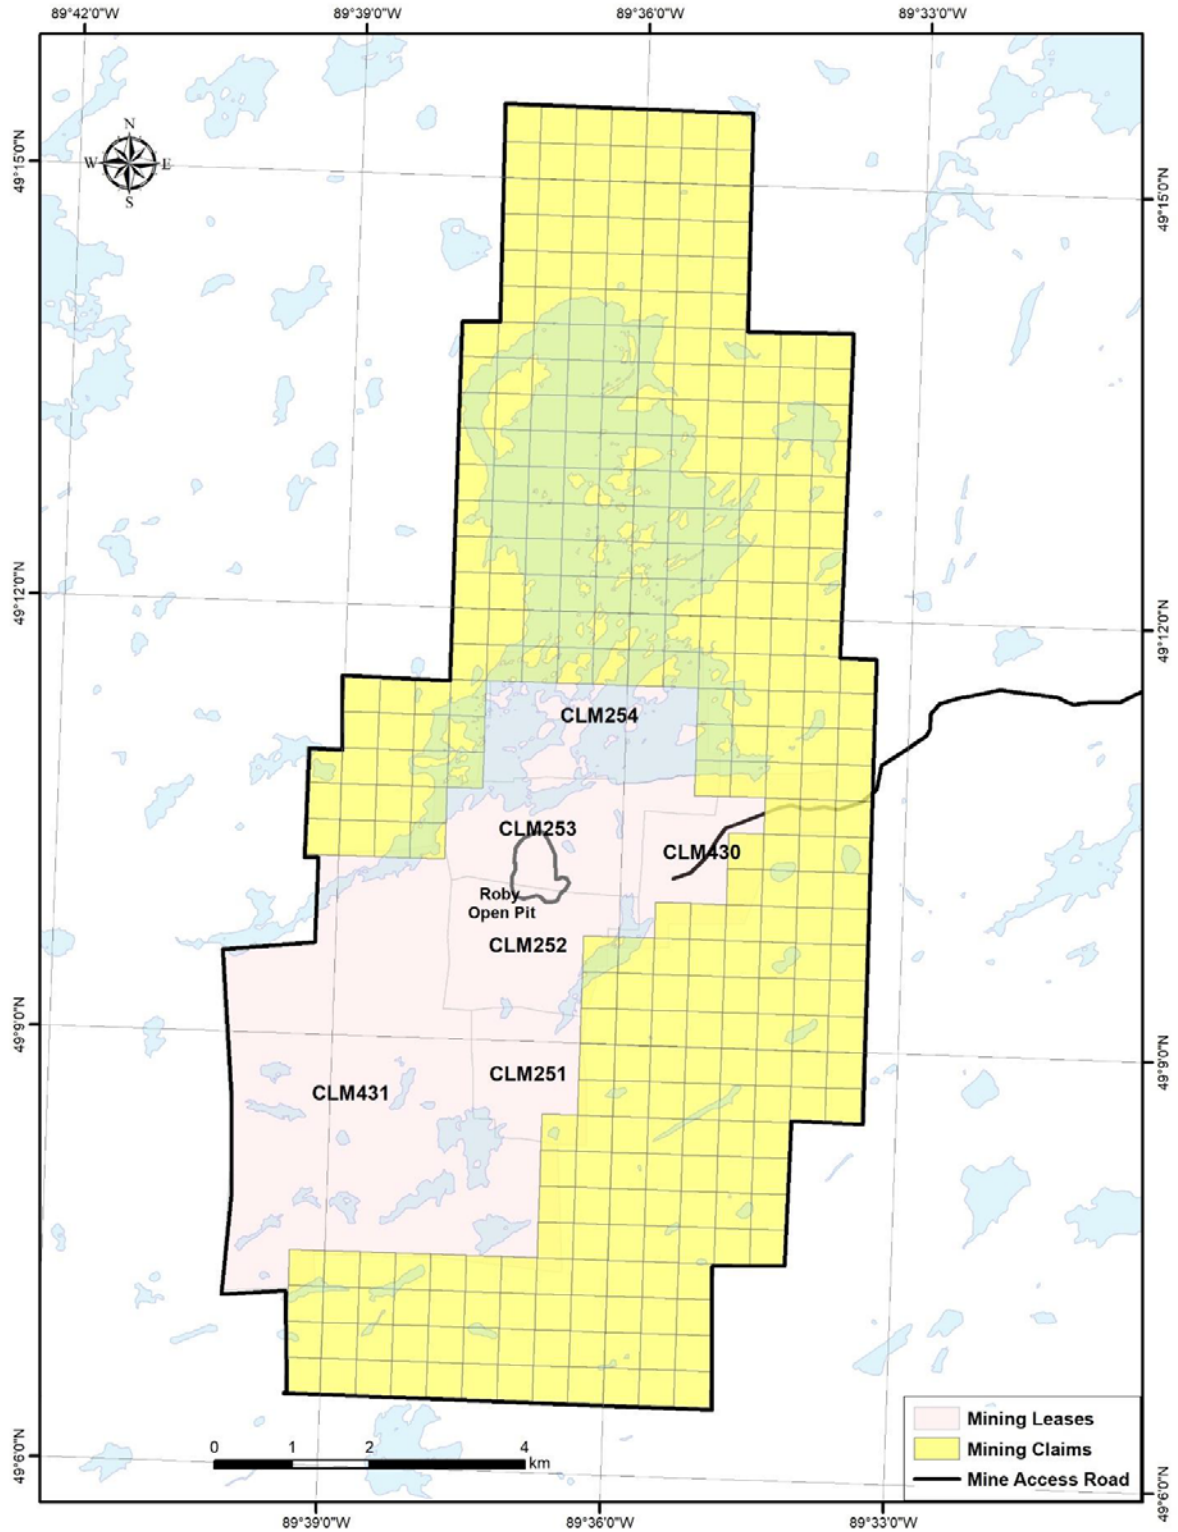 89°42'0"W 89°39'0"W 89°36'0"W 89°33'0"W
N
W E
S
49°15'0"N
49°15'0"N
49°12'0"N
49°12'0"N
CLM254
CLM253
CLM430
Roby
Open Pit
CLM252
49°9'0"N
49°9'0"N
CLM251
CLM431
49°6'0"N
49°6'0"N
0 1 2 4
km
Mining Leases
Mining Claims
Mine Access Road
89°39'0"W 89°36'0"W 89°33'0"W